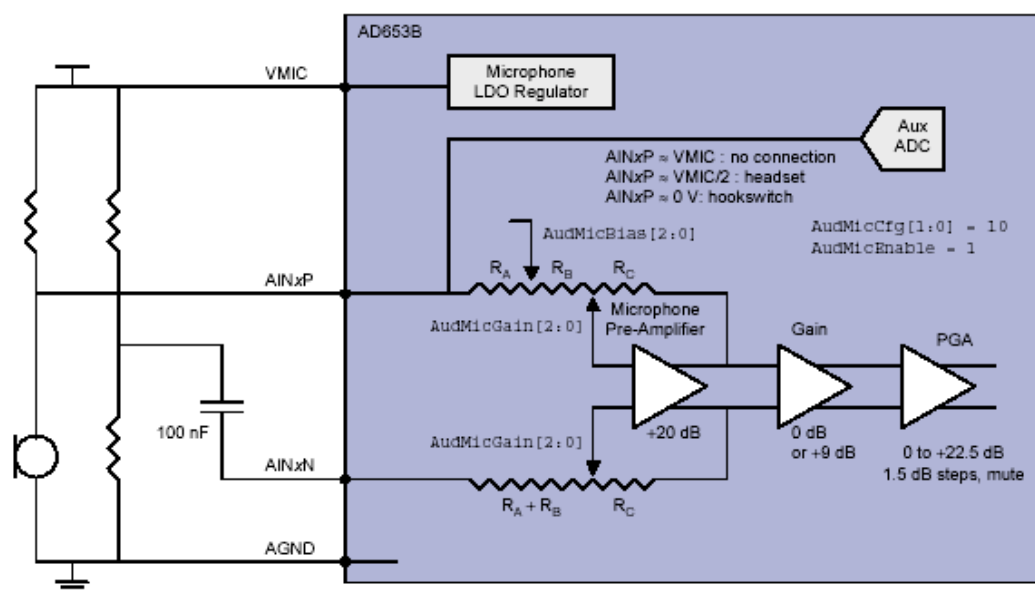 AD653B
VMIC
Microphone
LDO Regulator
Aux
ADC
AINxP ≈ VMIC : no connection
AINxP ≈ VMIC/2 : headset
AINxP ≈ 0 V: hookswitch
AudMicCfg[1:0] = 10
AudMicEnable = 1
AudMicBias[2:0]
RA RB RC
AINxP
AudMicGain[2:0]
Microphone
Pre-Amplifier
Gain
PGA
100 nF
AudMicGain[2:0]
+20 dB
0 dB
or +9 dB
0 to +22.5 dB
1.5 dB steps, mute
AINxN
RA + RB RC
AGND